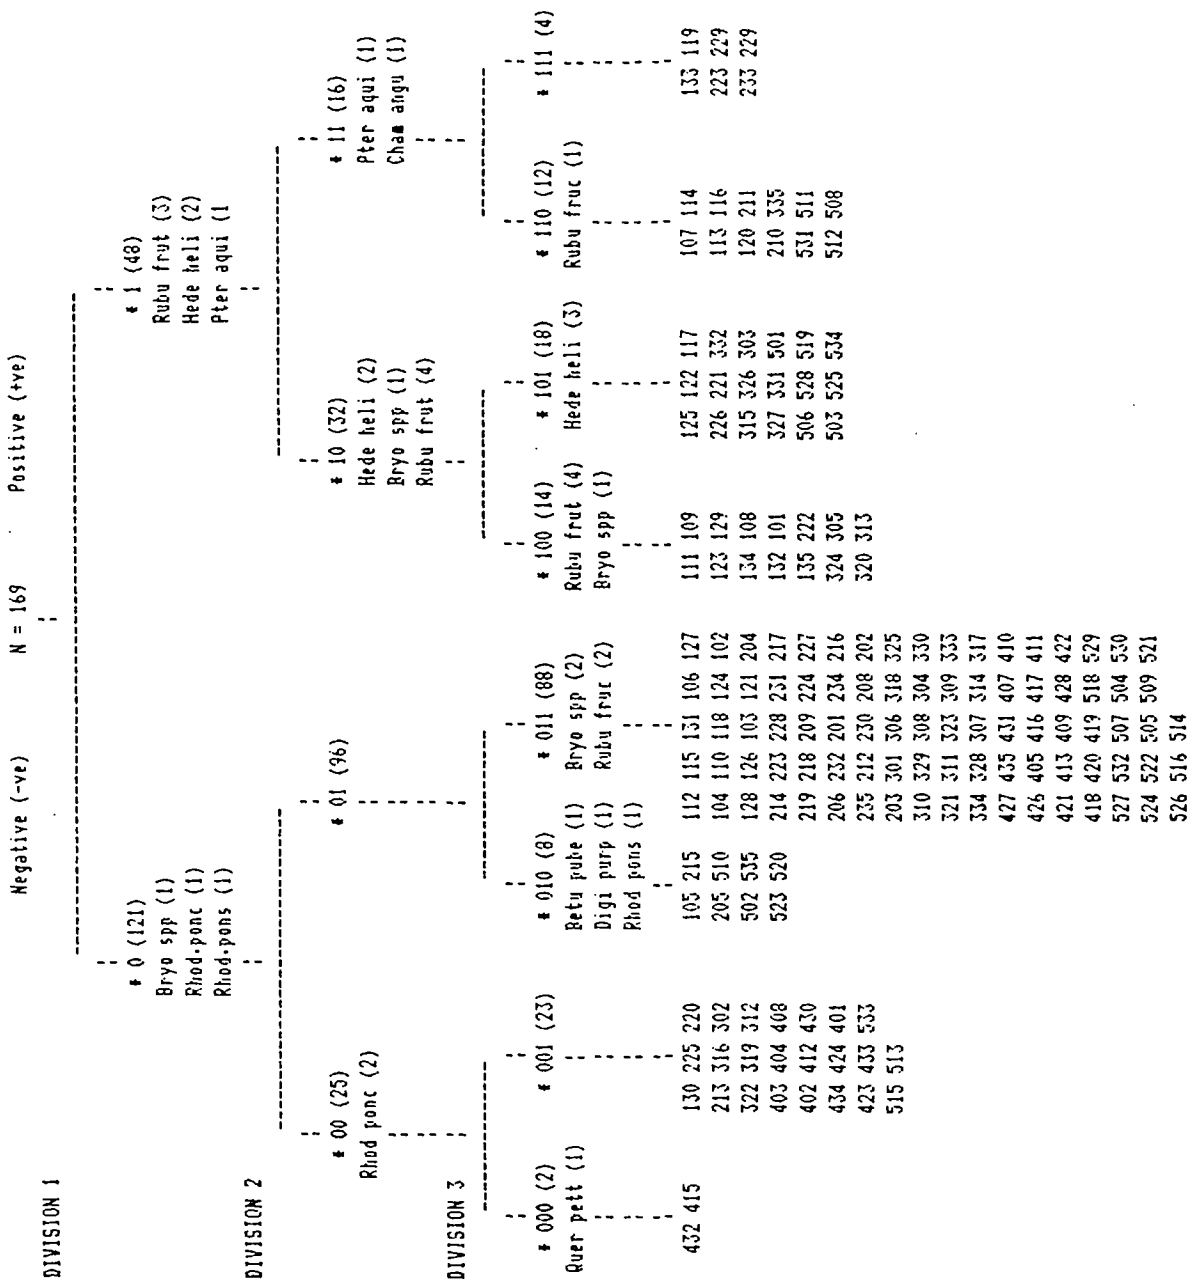 Negative (-ve) N = 169 Positive (+ve)
DIVISION 1
* 0 (121)
Bryo spp (1)
Rhod.ponc (1)
Rhod.pons (1)
* 1 (48)
Rubu frut (3)
Hede heli (2)
Pter aqui (1
DIVISION 2
* 00 (25)
Rhod ponc (2)
* 01 (96)
* 10 (32)
Hede heli (2)
Bryo spp (1)
Rubu frut (4)
* 11 (16)
Pter aqui (1)
Cham angu (1)
DIVISION 3
* 000 (2)
Quer pett (1)
432 415
* 001 (23)
130 225 220
213 316 302
322 319 312
403 404 408
402 412 430
434 424 401
423 433 533
515 513
* 010 (8)
Betu pube (1)
Digi purp (1)
Rhod pons (1)
105 215
205 510
502 535
523 520
* 011 (88)
Bryo spp (2)
Rubu fruc (2)
112 115 131 106 127
104 110 118 124 102
128 126 103 121 204
214 223 228 231 217
219 218 209 224 227
206 232 201 234 216
235 212 230 208 202
203 301 306 318 325
310 329 308 304 330
321 311 323 309 333
334 328 307 314 317
427 435 431 407 410
426 405 416 417 411
421 413 409 428 422
418 420 419 518 529
527 532 507 504 530
524 522 505 509 521
526 516 514
* 100 (14)
Rubu frut (4)
Bryo spp (1)
111 109
123 129
134 108
132 101
135 222
324 305
320 313
* 101 (18)
Hede heli (3)
125 122 117
226 221 332
315 326 303
327 331 501
506 528 519
503 525 534
* 110 (12)
Rubu fruc (1)
107 114
113 116
120 211
210 335
531 511
512 508
* 111 (4)
133 119
223 229
233 229